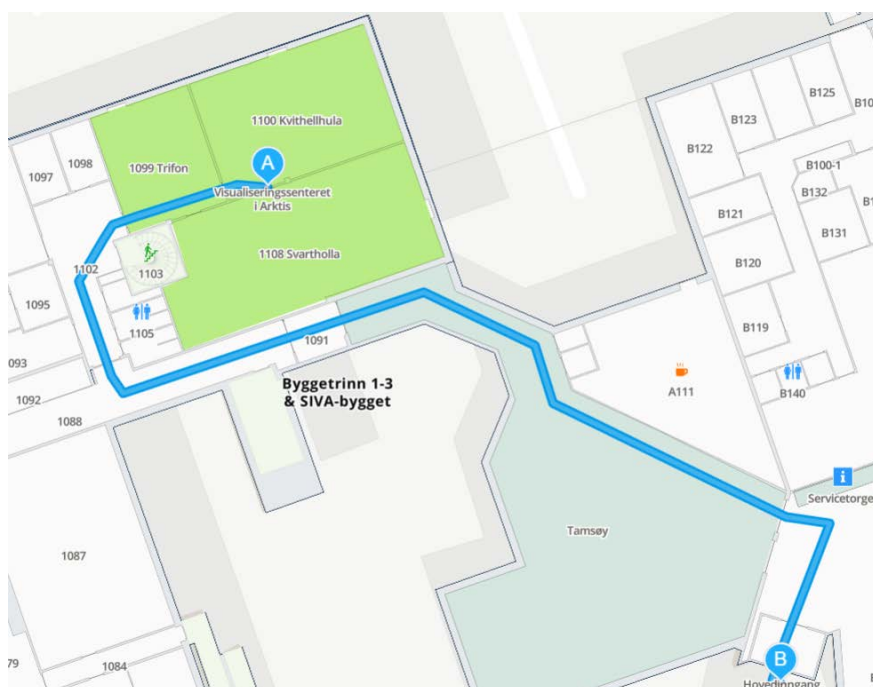 1100 Kvithellhula
B125
B123
B122
1098
1097
1099 Trifon
A
B100-1
B132
Visualiseringssenteret
i Arktis
B121
B131
1108 Svartholla
1102
1103
B120
1095
1105
B119
1091
093
Byggetrinn 1-3
& SIVA-bygget
A111
B140
1092
1088
i
Servicetorge
Tamsøy
1087
B
79
1084
Hovedinngang